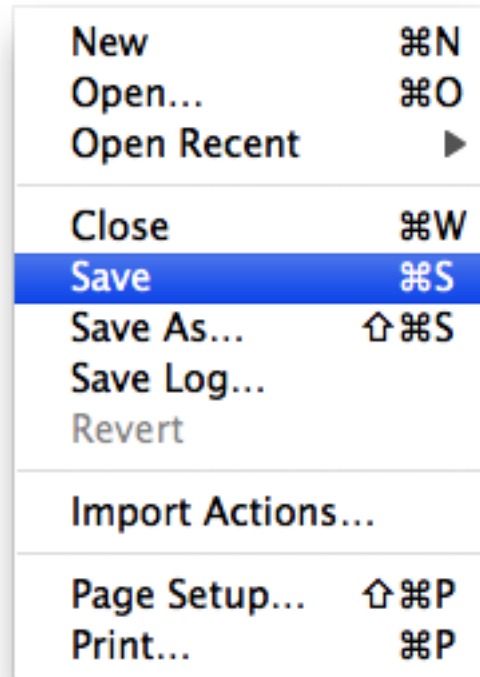 New ⌘N
Open... ⌘O
Open Recent ▶
Close ⌘W
Save ⌘S
Save As... ⇧⌘S
Save Log...
Revert
Import Actions...
Page Setup... ⇧⌘P
Print... ⌘P